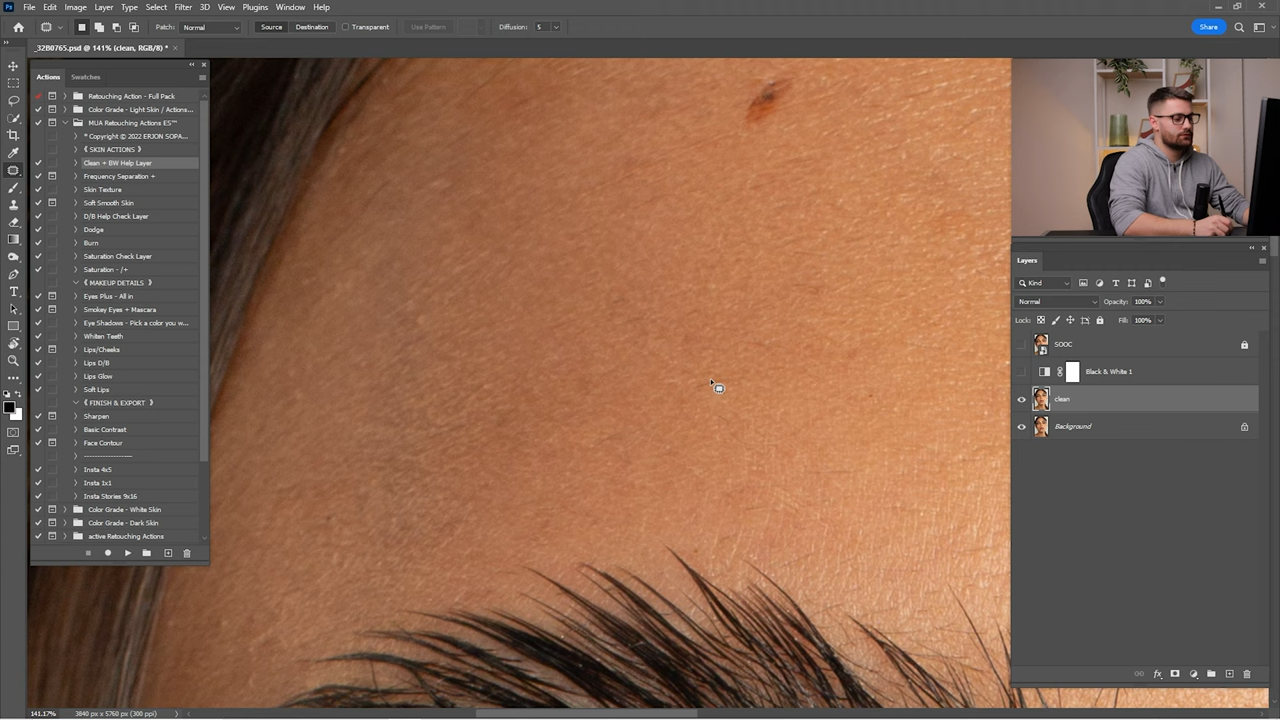 Ps File Edit Image Layer Type Select Filter 3D View Plugins Window Help
Patch: Normal Source Destination Transparent Use Pattern Diffusion: 5 Share
_32B0765.psd @ 141% (clean, RGB/8) * ×
Actions Swatches
Retouching Action - Full Pack
Color Grade - Light Skin / Actions...
MUA Retouching Actions ES™
* Copyright © 2022 ERJON SOPA...
《 SKIN ACTIONS 》
Clean + BW Help Layer
Frequency Separation +
Skin Texture
Soft Smooth Skin
D/B Help Check Layer
Dodge
Burn
Saturation Check Layer
Saturation - /+
《 MAKEUP DETAILS 》
Eyes Plus - All in
Smokey Eyes + Mascara
Eye Shadows - Pick a color you w...
Whiten Teeth
Lips/Cheeks
Lips D/B
Lips Glow
Soft Lips
《 FINISH & EXPORT 》
Sharpen
Basic Contrast
Face Contour
-------------------
Insta 4x5
Insta 1x1
Insta Stories 9x16
Color Grade - White Skin
Color Grade - Dark Skin
active Retouching Actions
Layers
Kind
Normal Opacity: 100%
Lock: Fill: 100%
SOOC
Black & White 1
clean
Background
fx
141.17% 3840 px x 5760 px (300 ppi)